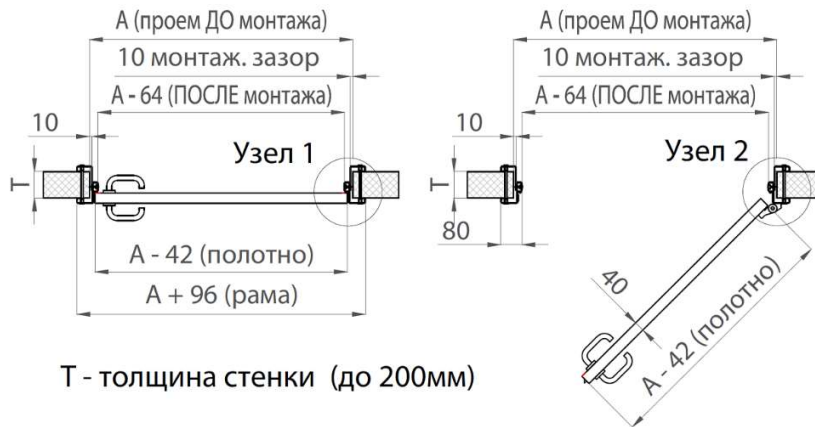 А (проем ДО монтажа)
10 монтаж. зазор
А - 64 (ПОСЛЕ монтажа)
10
Узел 1
Т
А - 42 (полотно)
А + 96 (рама)
Т - толщина стенки (до 200мм)
А (проем ДО монтажа)
10 монтаж. зазор
А - 64 (ПОСЛЕ монтажа)
10
Узел 2
Т
80
40
А - 42 (полотно)